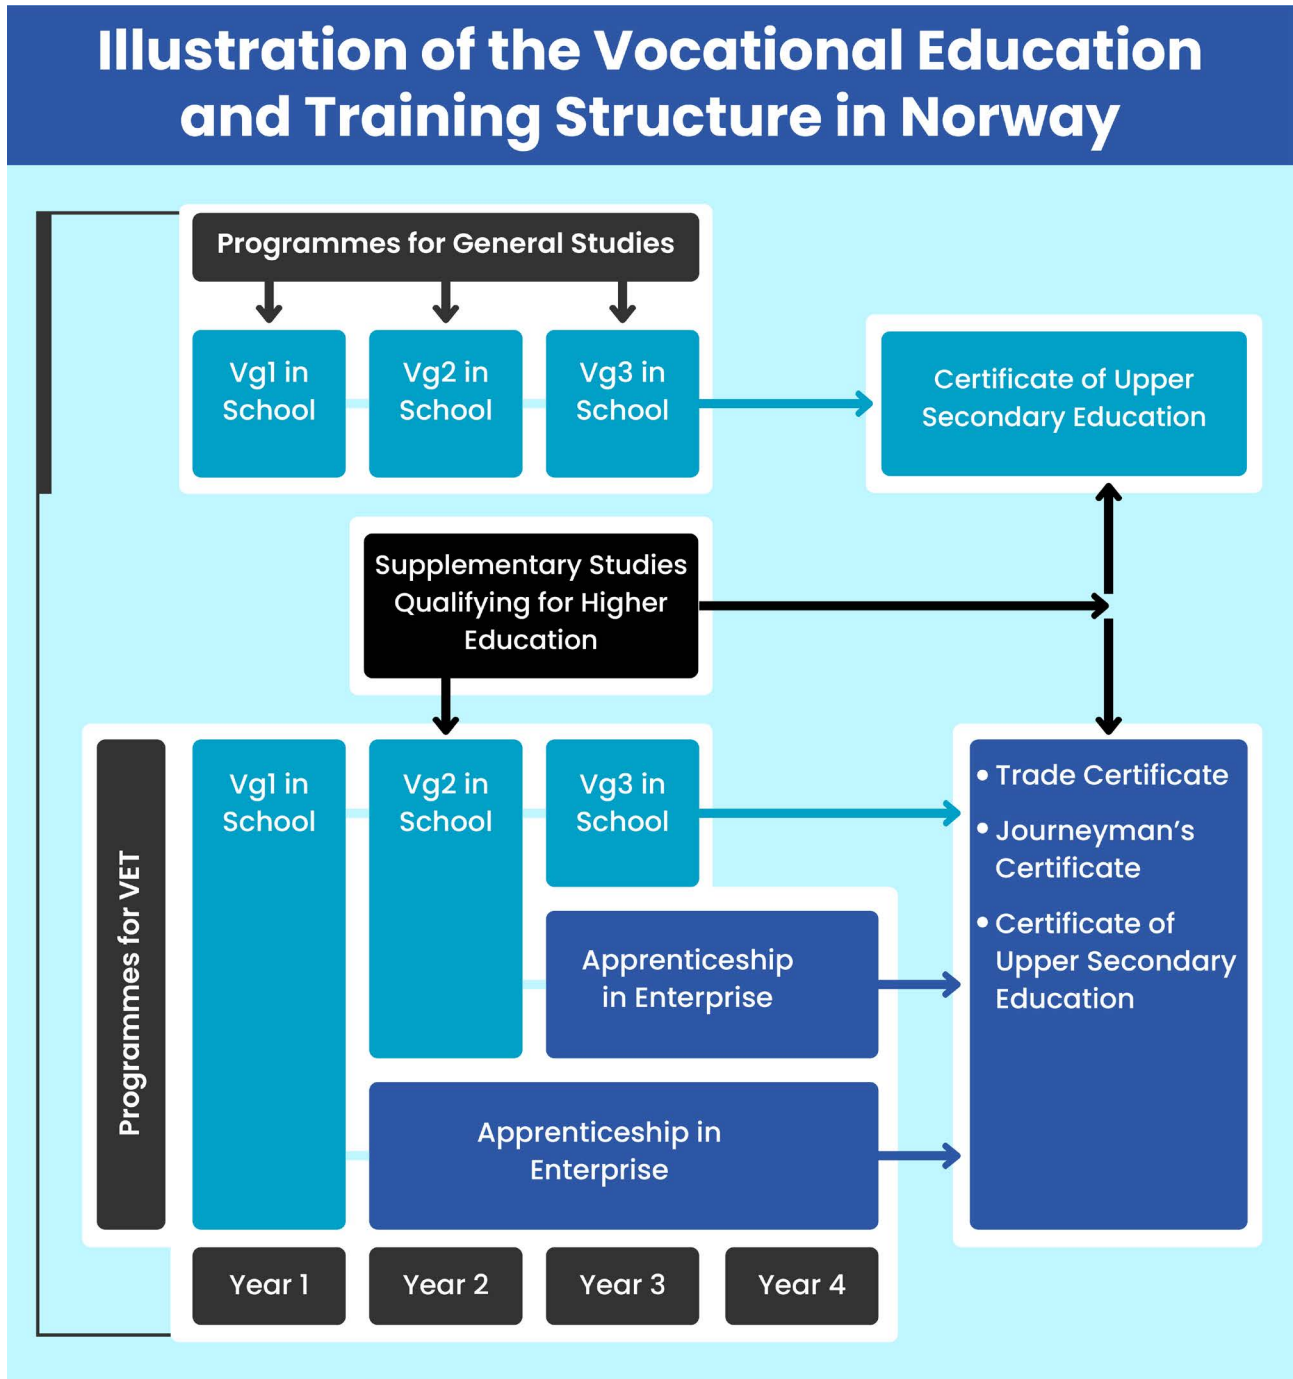 Illustration of the Vocational Education
and Training Structure in Norway
Programmes for General Studies
Vg1 in
School
Vg2 in
School
Vg3 in
School
Certificate of Upper
Secondary Education
Supplementary Studies
Qualifying for Higher
Education
Programmes for VET
Vg1 in
School
Vg2 in
School
Vg3 in
School
Apprenticeship
in Enterprise
Apprenticeship in
Enterprise
• Trade Certificate
• Journeyman’s
Certificate
• Certificate of
Upper Secondary
Education
Year 1
Year 2
Year 3
Year 4